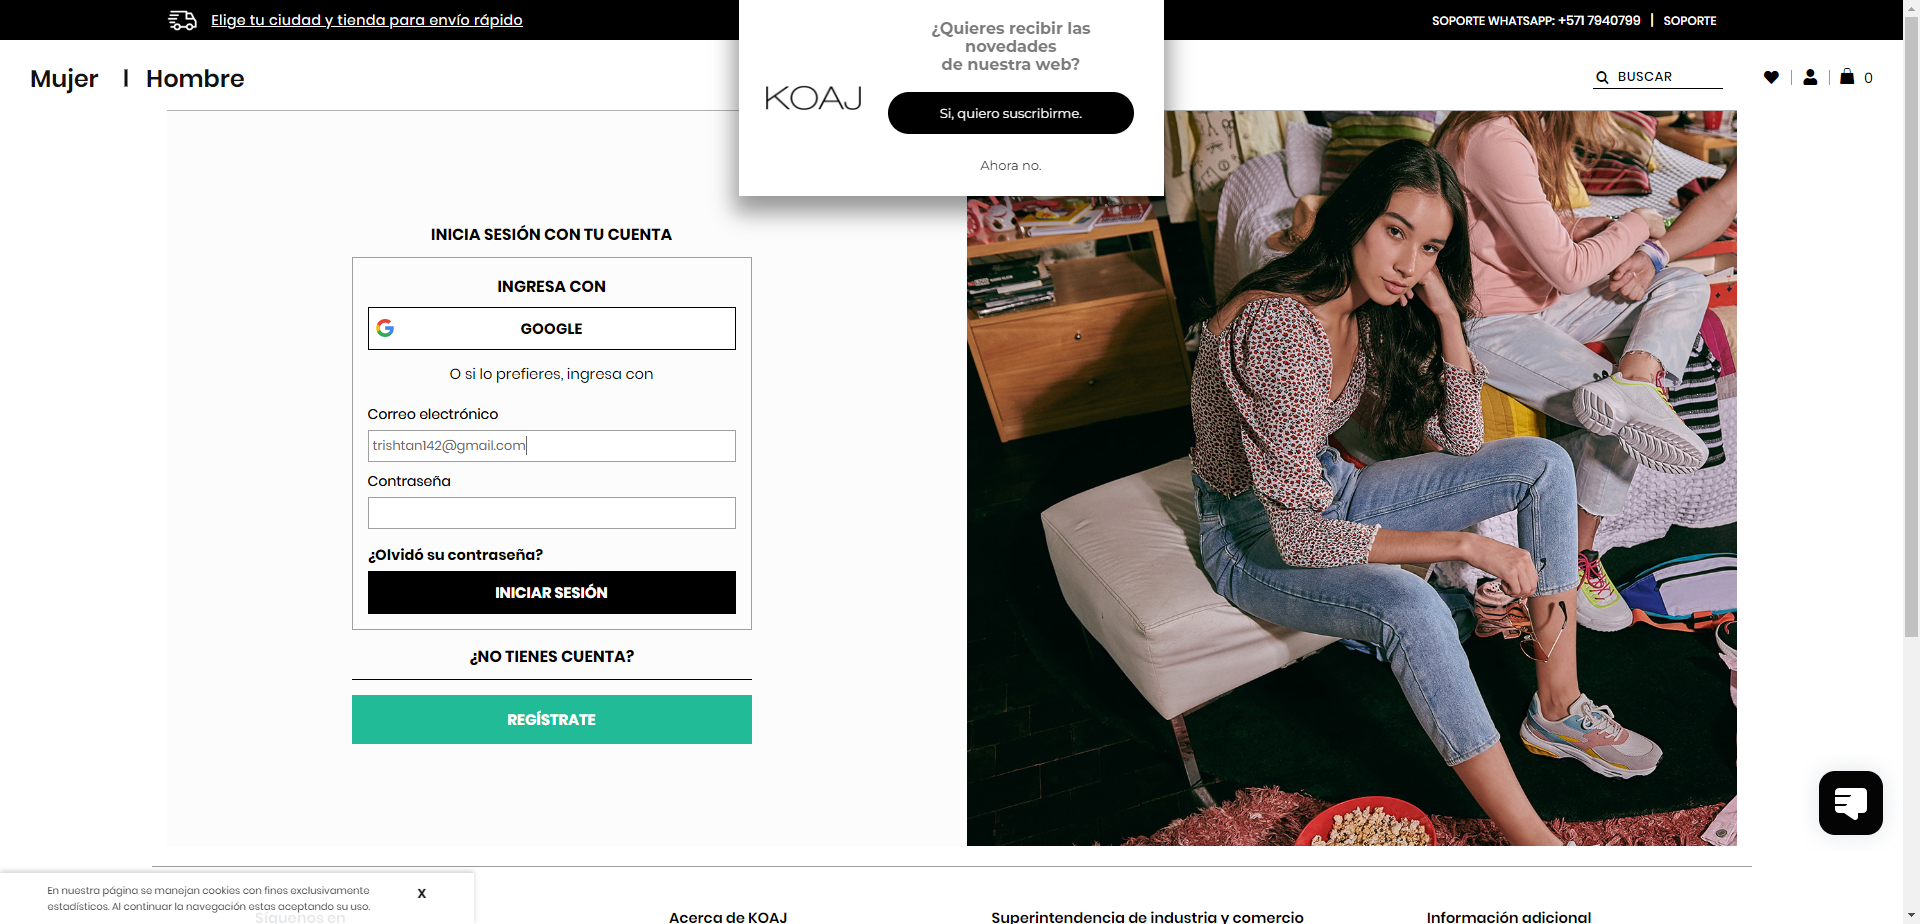 Elige tu ciudad y tienda para envío rápido
SOPORTE WHATSAPP: +571 7940799 | SOPORTE
¿Quieres recibir las
novedades
de nuestra web?
KOAJ
Si, quiero suscribirme.
Ahora no.
Mujer | Hombre
BUSCAR
0
INICIA SESIÓN CON TU CUENTA
INGRESA CON
GOOGLE
O si lo prefieres, ingresa con
Correo electrónico
trishtan142@gmail.com
Contraseña
¿Olvidó su contraseña?
INICIAR SESIÓN
¿NO TIENES CUENTA?
REGÍSTRATE
En nuestra página se manejan cookies con fines exclusivamente
estadísticos. Al continuar la navegación estas aceptando su uso.
X
Síguenos en
Acerca de KOAJ
Superintendencia de industria y comercio
Información adicional